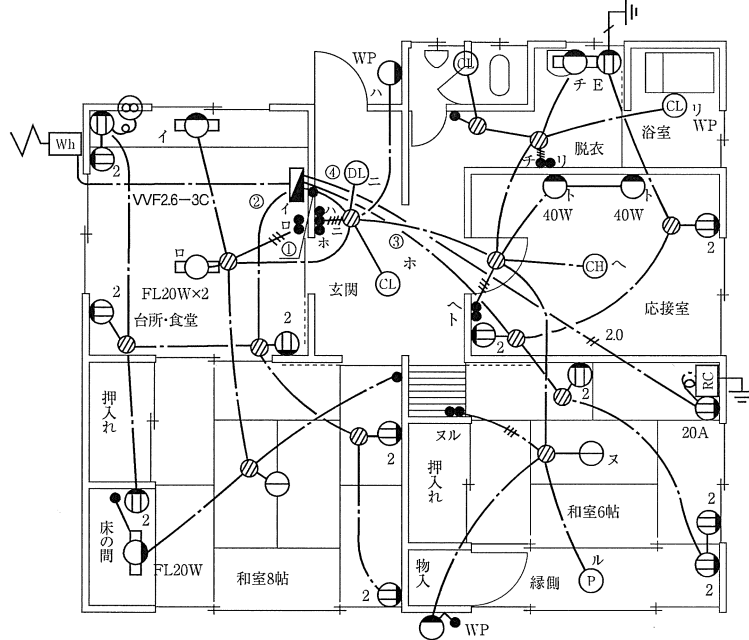 WP
ハ
CL
チ E
CL リ
WP
浴室
イ
Wh
脱衣
チ リ
④ DL ニ
VVF2.6−3C
②
イ
ロ
ハ
ニ
ホ
①
ト
40W
ト
40W
2
2
③
ホ
ロ
CH ヘ
FL20W×2
CL
玄関
ヘ
ト
応接室
2
台所・食堂
2
2
2.0
RC
20A
押入れ
2
ヌル
2
ヌ
押入れ
床の間
2
和室6帖
2
FL20W
和室8帖
物入
縁側
ル
P
2
2
WP